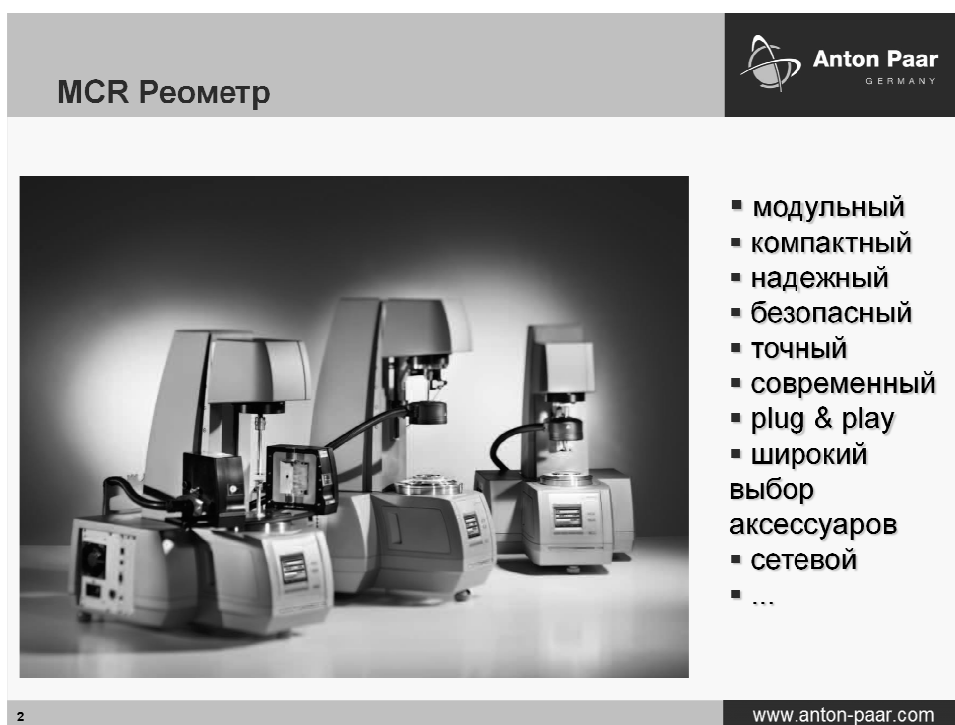 MCR Реометр
Anton Paar
GERMANY
▪ модульный
▪ компактный
▪ надежный
▪ безопасный
▪ точный
▪ современный
▪ plug & play
▪ широкий
выбор
аксессуаров
▪ сетевой
▪ ...
2
www.anton-paar.com